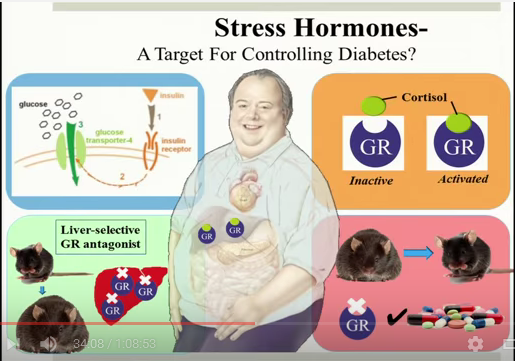 Stress Hormones-
A Target For Controlling Diabetes?
glucose
insulin
3
1
glucose
transporter-4
insulin
receptor
2
Cortisol
GR
GR
Inactive
Activated
GR
GR
Liver-selective
GR antagonist
GR
GR
GR
GR
34:08 / 1:08:53